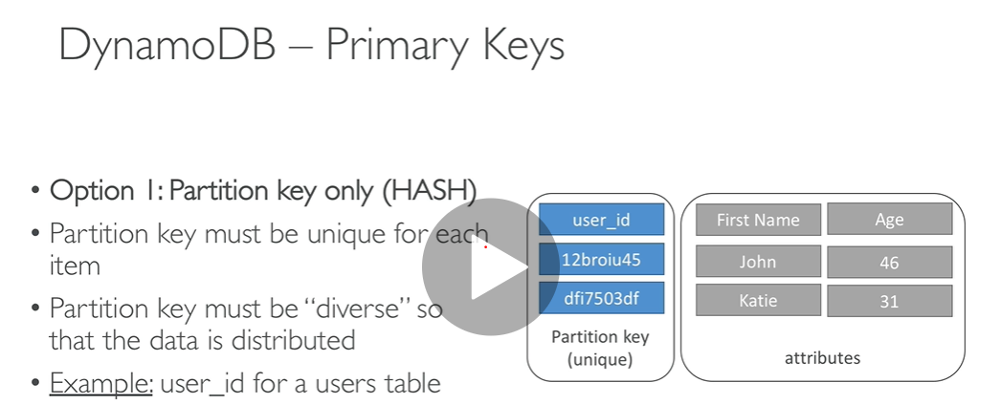 DynamoDB – Primary Keys
• Option 1: Partition key only (HASH)
• Partition key must be unique for each
item
• Partition key must be “diverse” so
that the data is distributed
• Example: user_id for a users table
user_id
12broiu45
dfi7503df
Partition key
(unique)
First Name Age
John 46
Katie 31
attributes